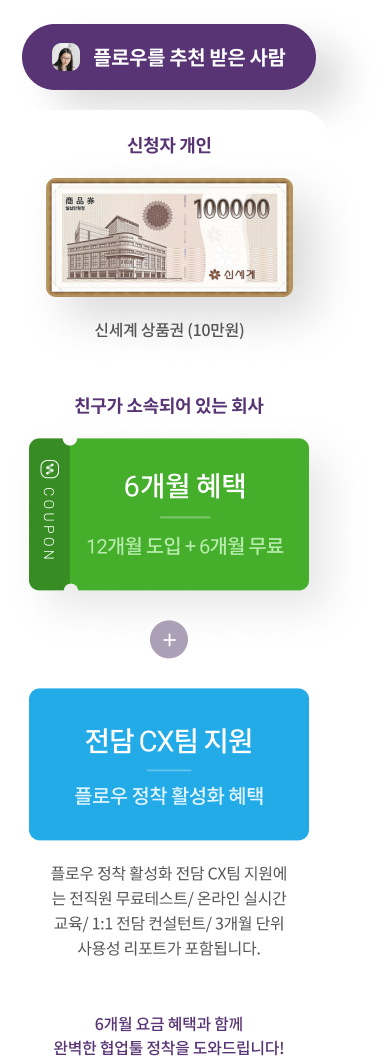 플로우를 추천 받은 사람
신청자 개인
商品券
100000
신세계
신세계 상품권 (10만원)
친구가 소속되어 있는 회사
COUPON
6개월 혜택
12개월 도입 + 6개월 무료
+
전담 CX팀 지원
플로우 정착 활성화 혜택
플로우 정착 활성화 전담 CX팀 지원에
는 전직원 무료테스트/ 온라인 실시간
교육/ 1:1 전담 컨설턴트/ 3개월 단위
사용성 리포트가 포함됩니다.
6개월 요금 혜택과 함께
완벽한 협업툴 정착을 도와드립니다!